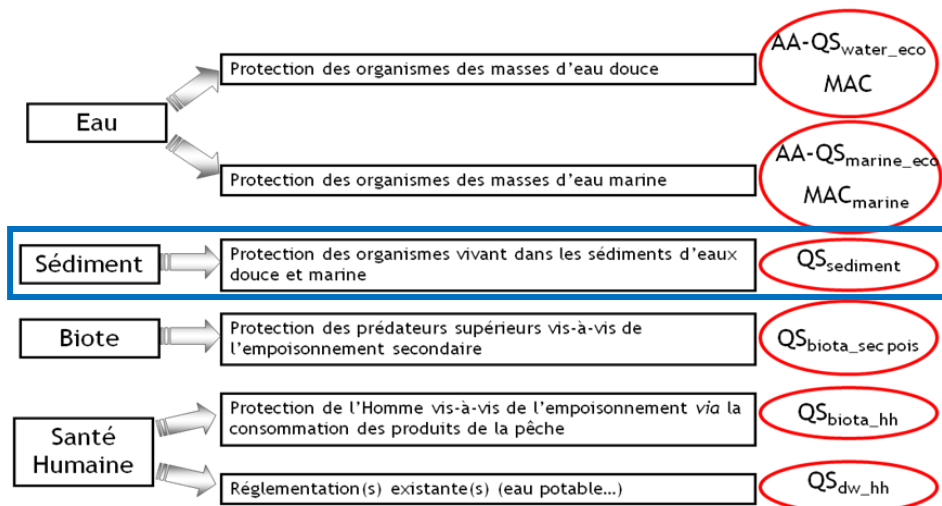 Eau
Protection des organismes des masses d'eau douce
AA-QSwater_eco
MAC
Protection des organismes des masses d'eau marine
AA-QSmarine_eco
MACmarine
Sédiment
Protection des organismes vivant dans les sédiments d'eaux
douce et marine
QSsediment
Biote
Protection des prédateurs supérieurs vis-à-vis de
l'empoisonnement secondaire
QSbiota_sec pois
Santé
Humaine
Protection de l'Homme vis-à-vis de l'empoisonnement via la
consommation des produits de la pêche
QSbiota_hh
Réglementation(s) existante(s) (eau potable...)
QSdw_hh